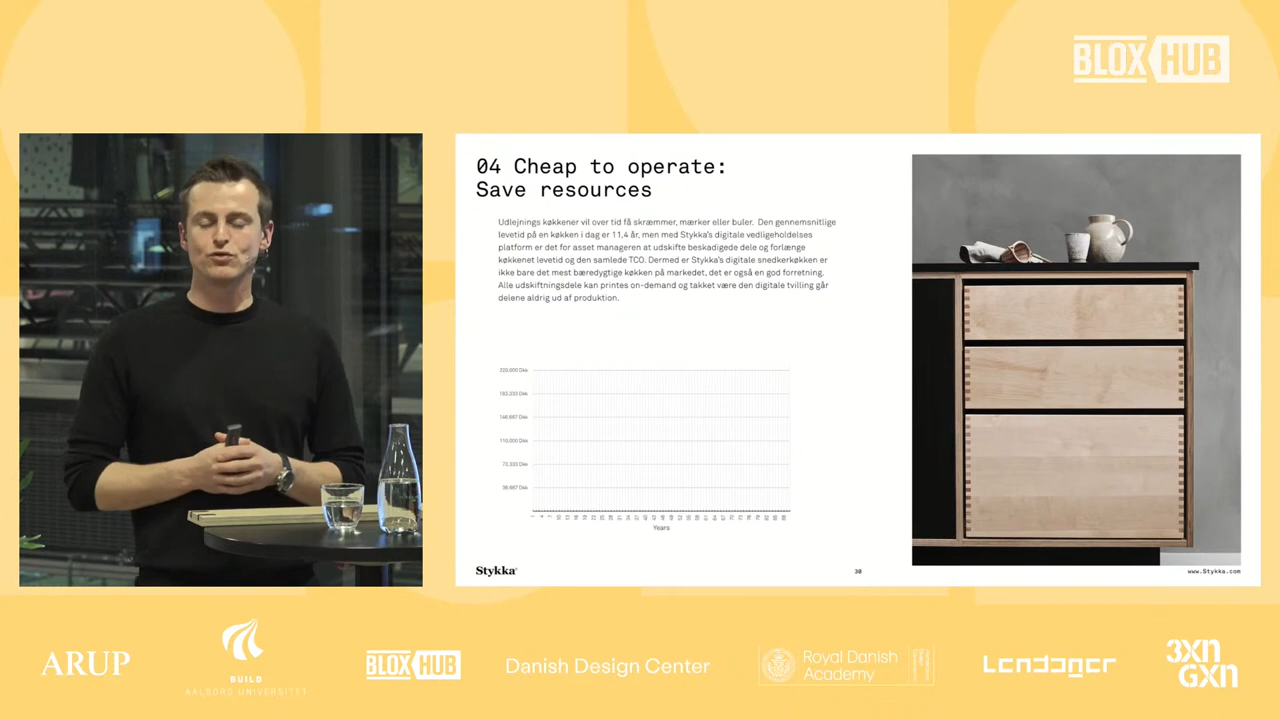 BLOXHUB
04 Cheap to operate:
Save resources
Udlejnings køkkener vil over tid få skræmmer, mærker eller buler. Den gennemsnitlige
levetid på en køkken i dag er 11,4 år, men med Stykka's digitale vedligeholdelses
platform er det for asset manageren at udskifte beskadigede dele og forlænge
køkkenet levetid og den samlede TCO. Dermed er Stykka's digitale snedkerkøkken er
ikke bare det mest bæredygtige køkken på markedet, det er også en god forretning.
Alle udskiftningsdele kan printes on-demand og takket være den digitale tvilling går
delene aldrig ud af produktion.
220.000 Dkk
183.333 Dkk
146.667 Dkk
110.000 Dkk
73.333 Dkk
36.667 Dkk
Years
Stykka
30
www.Stykka.com
ARUP
BUILD
AALBORG UNIVERSITET
BLOXHUB
Danish Design Center
Royal Danish
Academy
Lendager
3XN
GXN